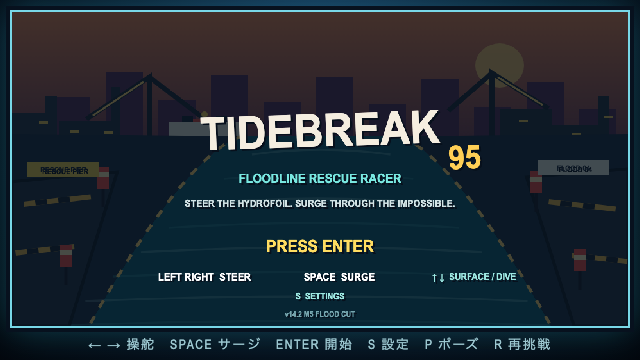 TIDEBREAK
95
FLOODLINE RESCUE RACER
STEER THE HYDROFOIL. SURGE THROUGH THE IMPOSSIBLE.
PRESS ENTER
LEFT RIGHT STEER SPACE SURGE ↑↓ SURFACE / DIVE
S SETTINGS
v14.2 MS FLOOD CUT
← → 操舵 SPACE サージ ENTER 開始 S 設定 P ポーズ R 再挑戦